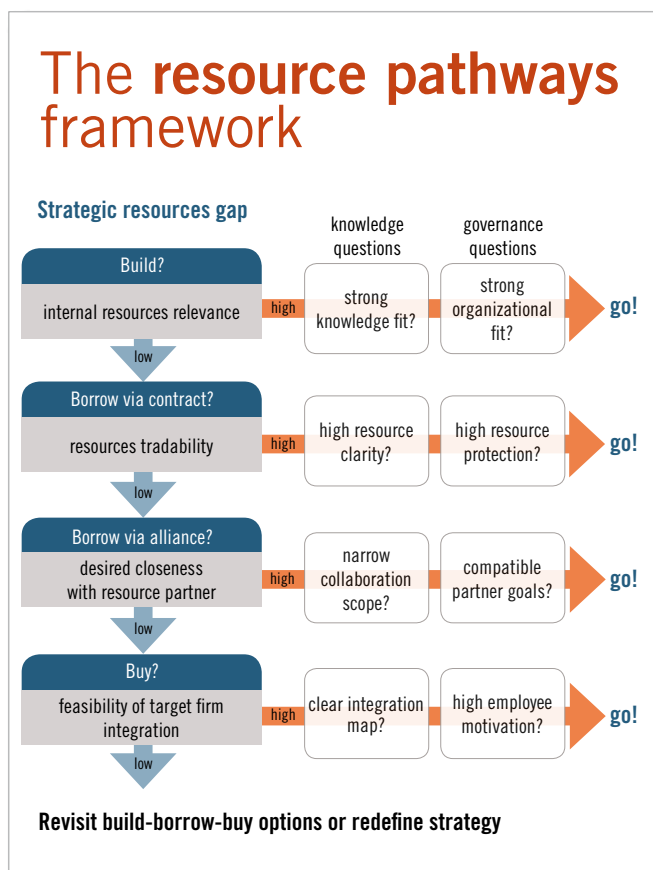 The resource pathways
framework
Strategic resources gap
knowledge
questions
governance
questions
Build?
internal resources relevance
high
strong
knowledge fit?
strong
organizational
fit?
go!
low
Borrow via contract?
resources tradability
high
high resource
clarity?
high resource
protection?
go!
low
Borrow via alliance?
desired closeness
with resource partner
high
narrow
collaboration
scope?
compatible
partner goals?
go!
low
Buy?
feasibility of target firm
integration
high
clear integration
map?
high employee
motivation?
go!
low
Revisit build-borrow-buy options or redefine strategy